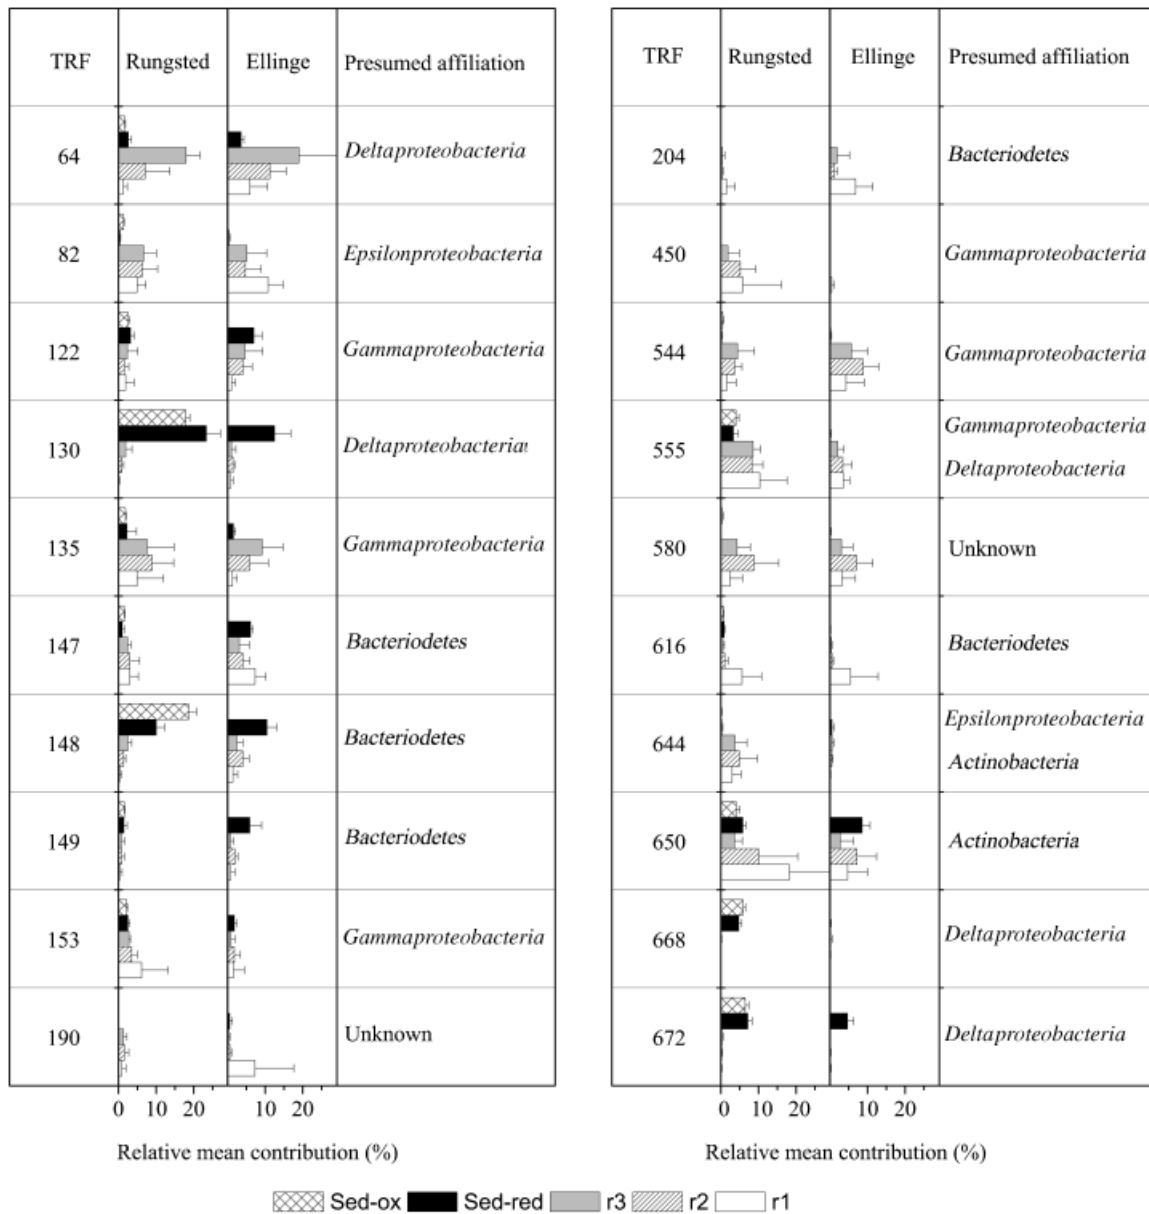 TRF Rungsted Ellinge Presumed affiliation
64 Deltaproteobacteria
82 Epsilonproteobacteria
122 Gammaproteobacteria
130 Deltaproteobacteria
135 Gammaproteobacteria
147 Bacteriodetes
148 Bacteriodetes
149 Bacteriodetes
153 Gammaproteobacteria
190 Unknown
0 10 20 10 20
Relative mean contribution (%)
TRF Rungsted Ellinge Presumed affiliation
204 Bacteriodetes
450 Gammaproteobacteria
544 Gammaproteobacteria
Gammaproteobacteria
555
Deltaproteobacteria
580 Unknown
616 Bacteriodetes
Epsilonproteobacteria
644
Actinobacteria
650 Actinobacteria
668 Deltaproteobacteria
672 Deltaproteobacteria
0 10 20 10 20
Relative mean contribution (%)
Sed-ox Sed-red r3 r2 r1